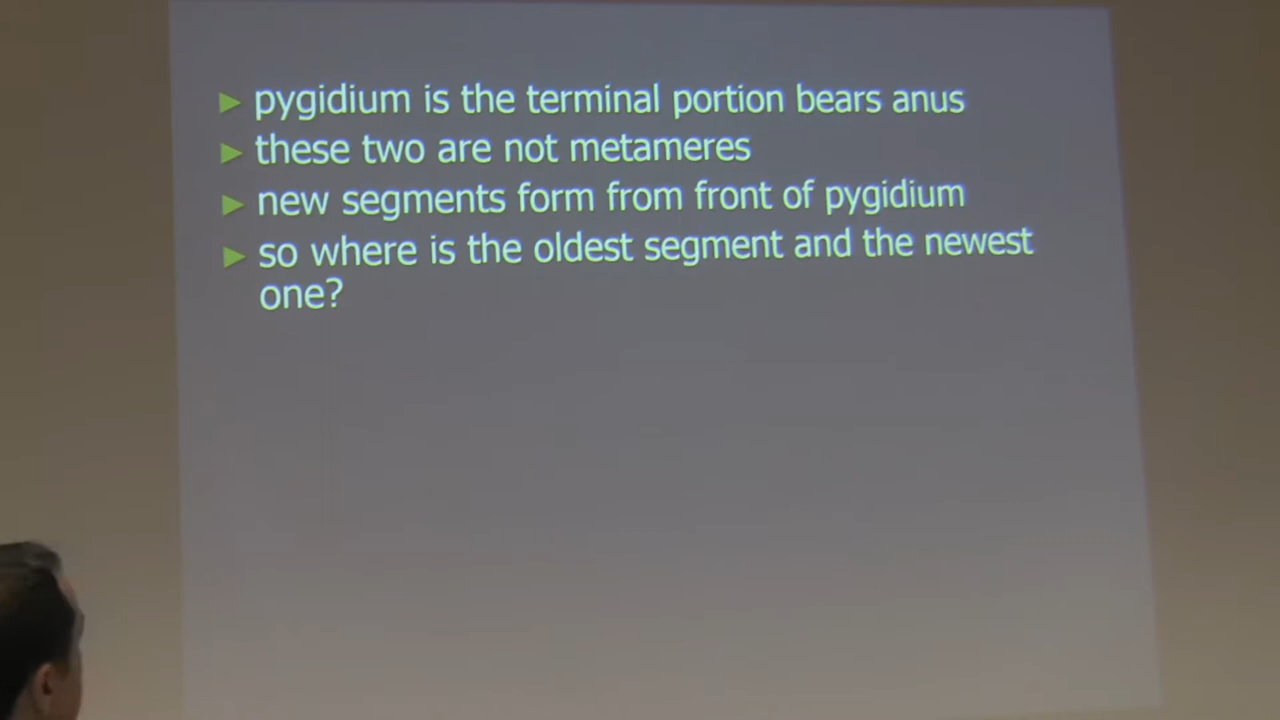 pygidium is the terminal portion bears anus
these two are not metameres
new segments form from front of pygidium
so where is the oldest segment and the newest
one?